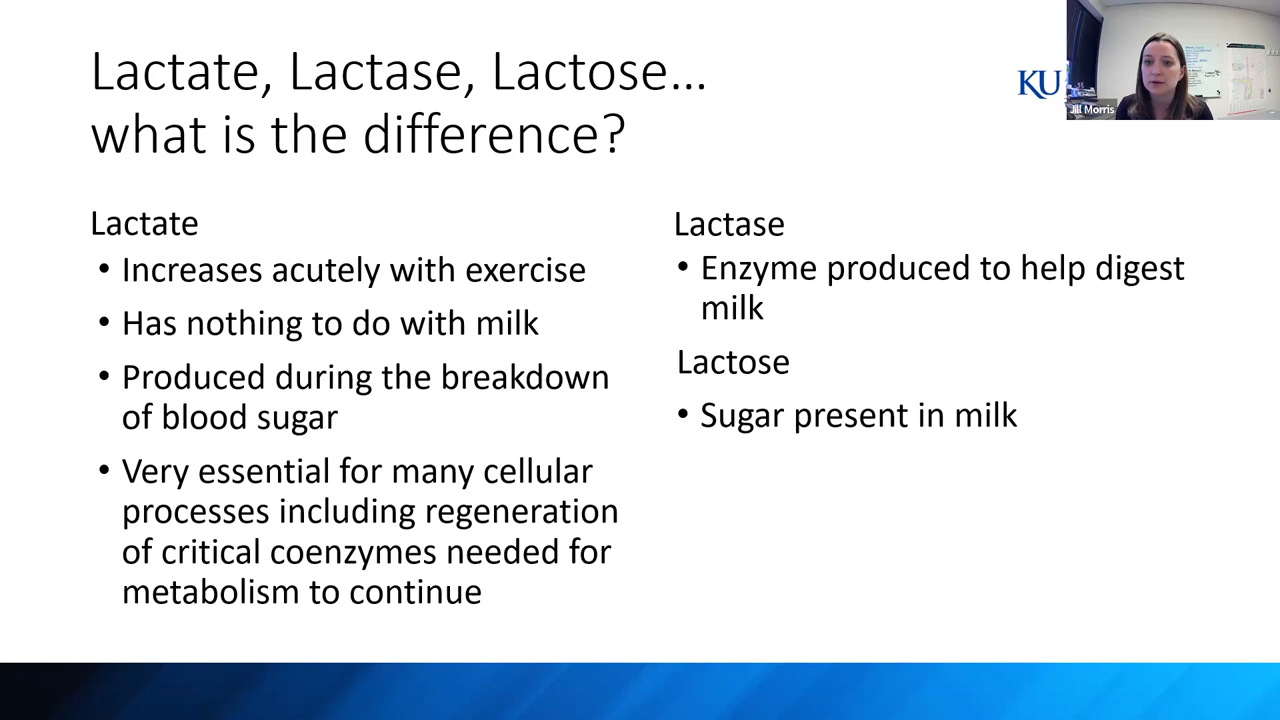 Lactate, Lactase, Lactose...
what is the difference?
KU
Jill Morris
Lactate
• Increases acutely with exercise
• Has nothing to do with milk
• Produced during the breakdown
of blood sugar
• Very essential for many cellular
processes including regeneration
of critical coenzymes needed for
metabolism to continue
Lactase
• Enzyme produced to help digest
milk
Lactose
• Sugar present in milk